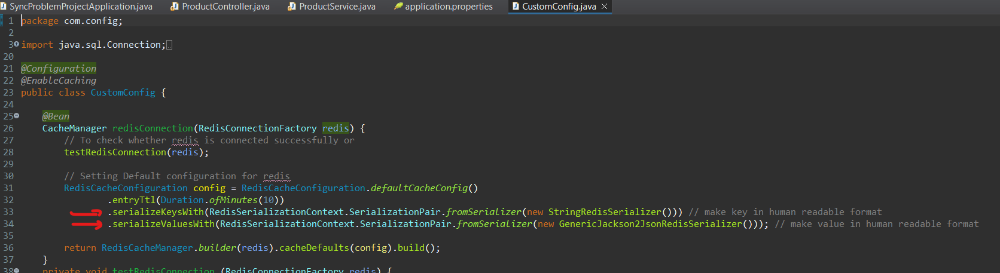 SyncProblemProjectApplication.java ProductController.java ProductService.java application.properties CustomConfig.java
1 package com.config;
2
3 import java.sql.Connection;
20
21 @Configuration
22 @EnableCaching
23 public class CustomConfig {
24
25 @Bean
26 CacheManager redisConnection(RedisConnectionFactory redis) {
27 // To check whether redis is connected successfully or
28 testRedisConnection(redis);
29
30 // Setting Default configuration for redis
31 RedisCacheConfiguration config = RedisCacheConfiguration.defaultCacheConfig()
32 .entryTtl(Duration.ofMinutes(10))
33 .serializeKeysWith(RedisSerializationContext.SerializationPair.fromSerializer(new StringRedisSerializer())) // make key in human readable format
34 .serializeValuesWith(RedisSerializationContext.SerializationPair.fromSerializer(new GenericJackson2JsonRedisSerializer())); // make value in human readable format
35
36 return RedisCacheManager.builder(redis).cacheDefaults(config).build();
37 }
38 private void testRedisConnection (RedisConnectionFactory redis) {